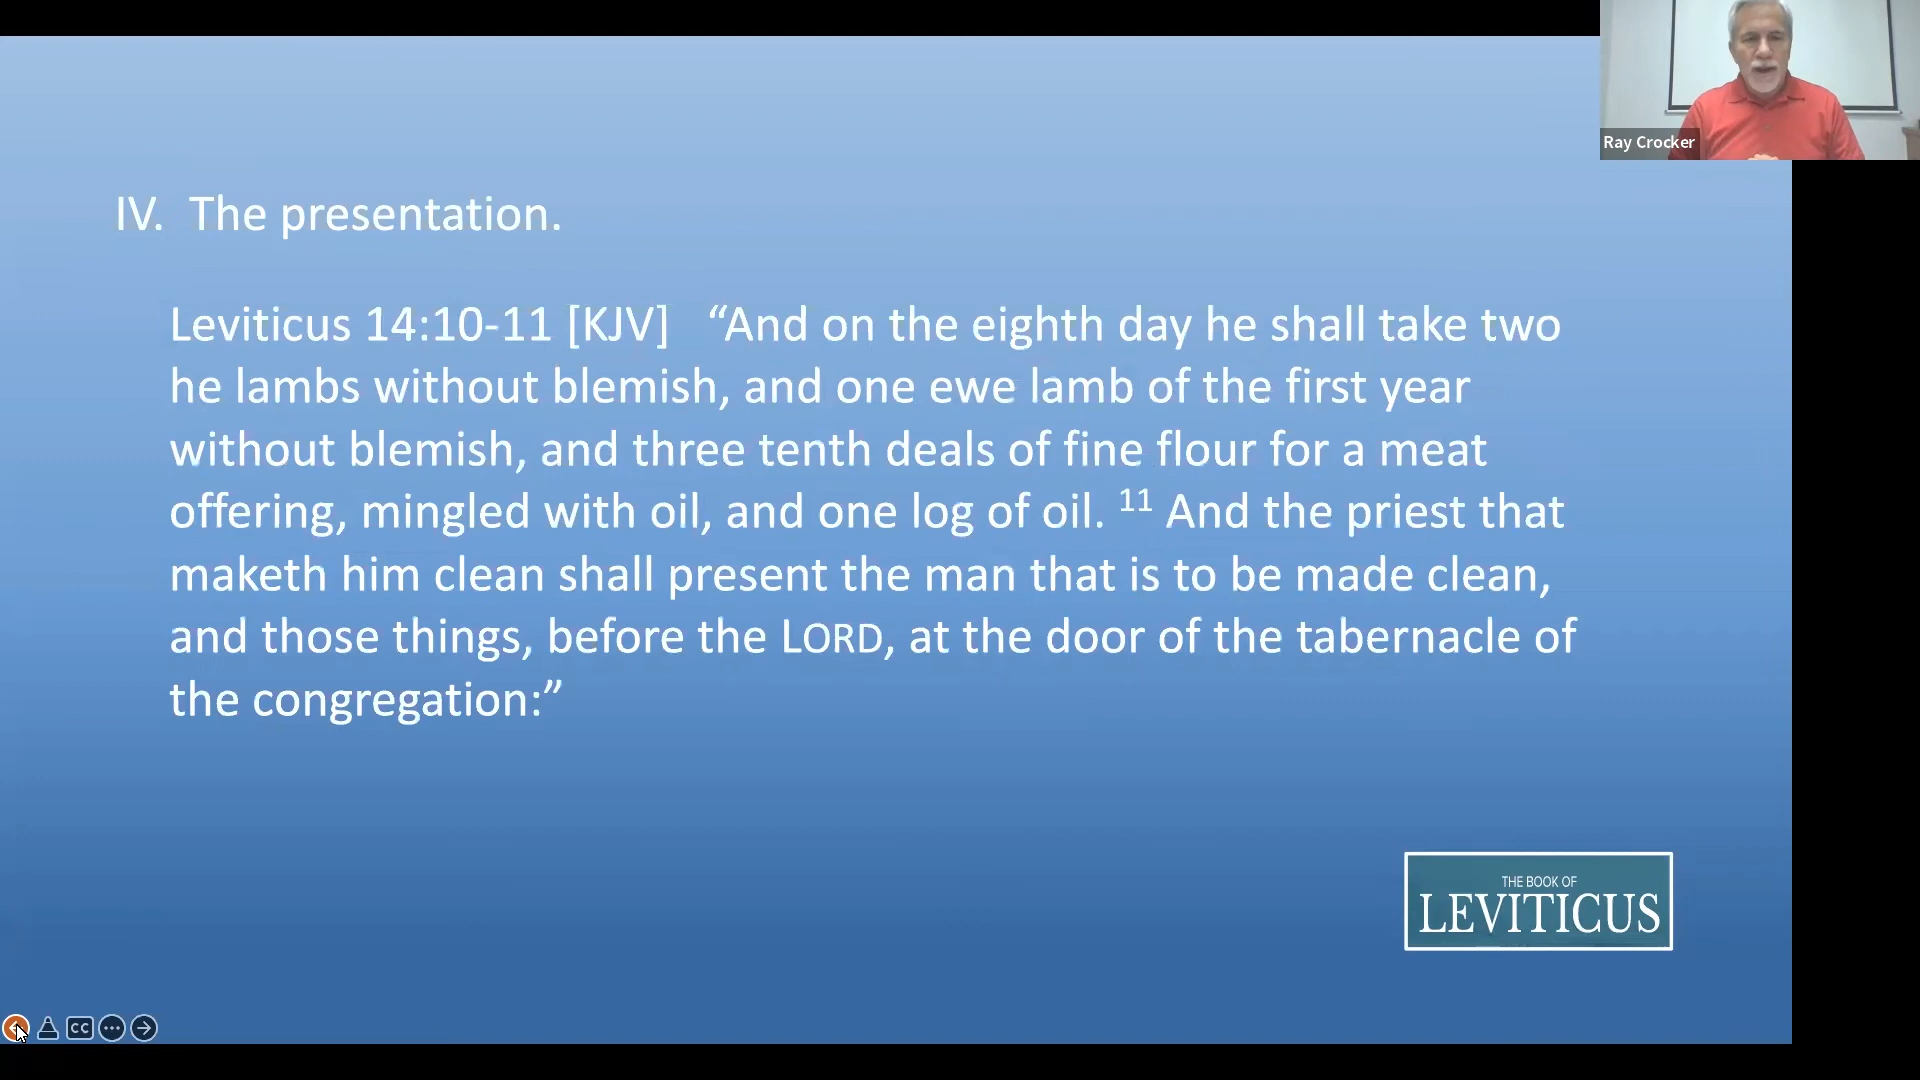 Ray Crocker
IV. The presentation.
Leviticus 14:10-11 [KJV] “And on the eighth day he shall take two
he lambs without blemish, and one ewe lamb of the first year
without blemish, and three tenth deals of fine flour for a meat
offering, mingled with oil, and one log of oil. 11 And the priest that
maketh him clean shall present the man that is to be made clean,
and those things, before the LORD, at the door of the tabernacle of
the congregation:”
THE BOOK OF
LEVITICUS
CC